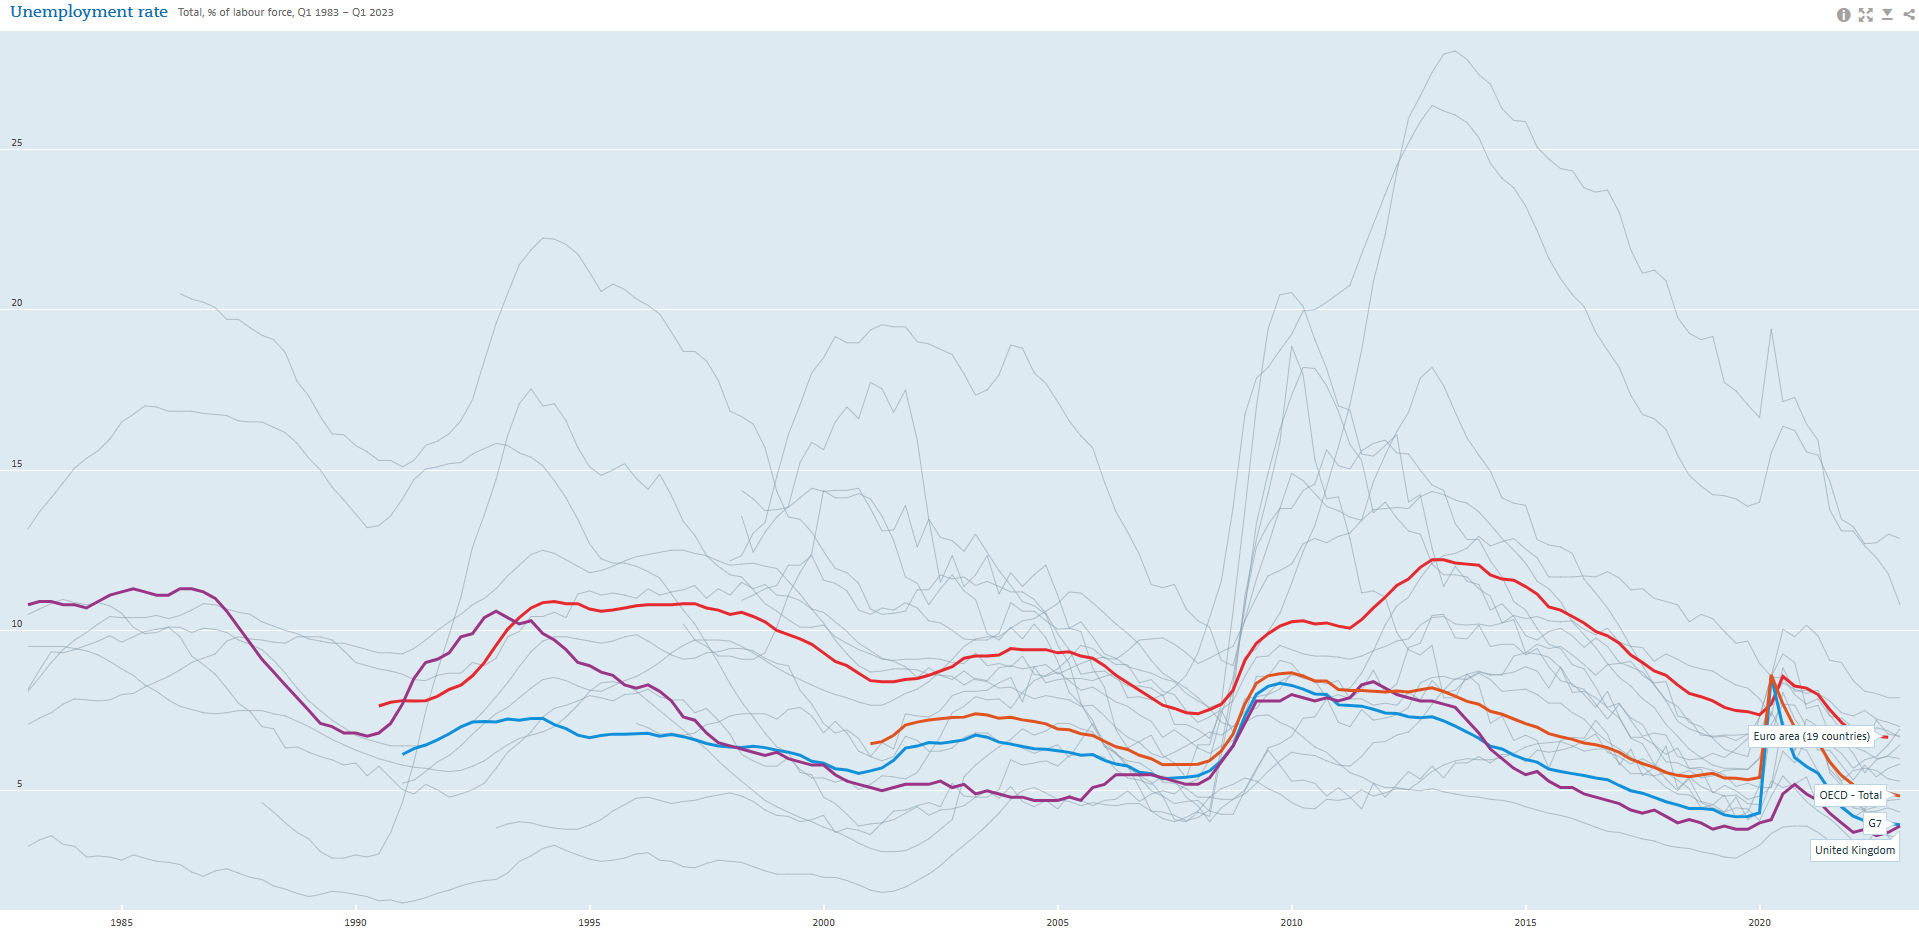 Unemployment rate Total, % of labour force, Q1 1983 – Q1 2023
25
20
15
10
5
Euro area (19 countries)
OECD - Total
G7
United Kingdom
1985 1990 1995 2000 2005 2010 2015 2020